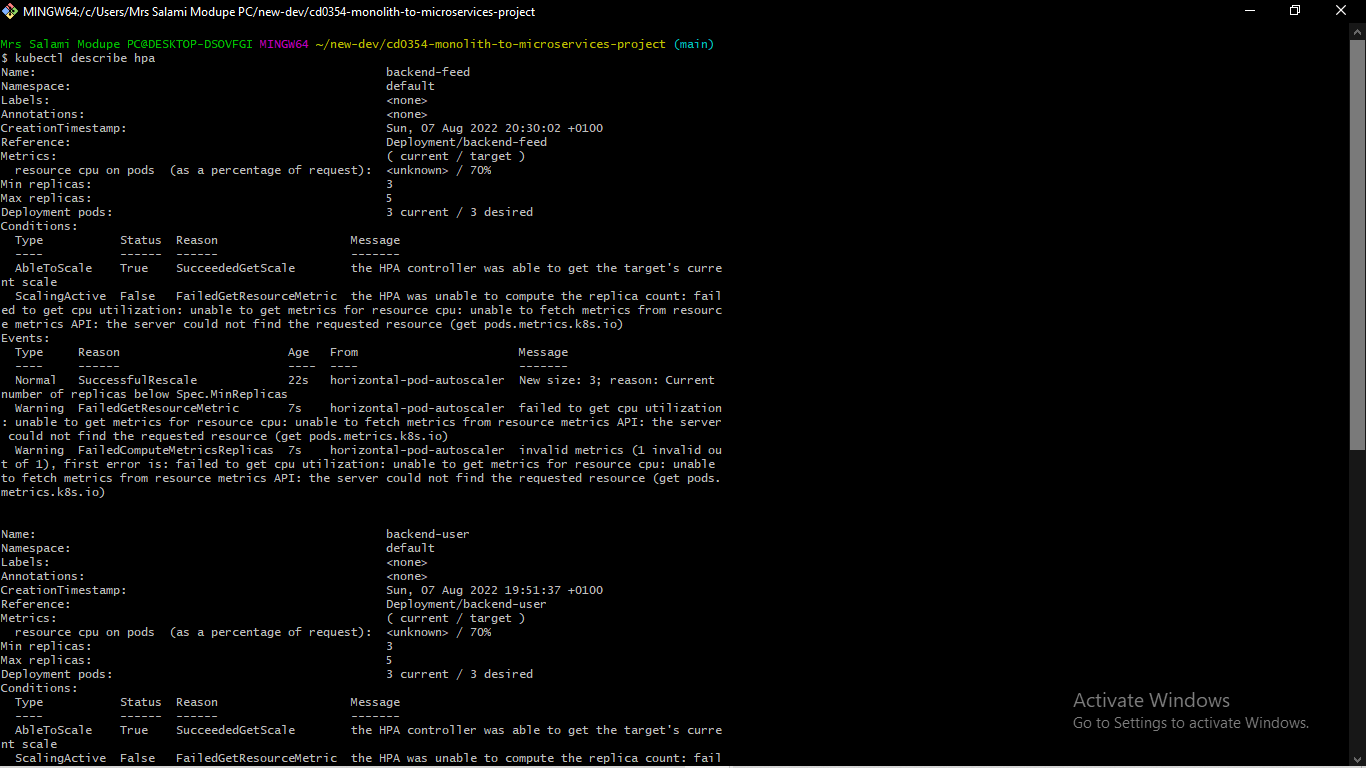 MINGW64:/c/Users/Mrs Salami Modupe PC/new-dev/cd0354-monolith-to-microservices-project
Mrs Salami Modupe PC@DESKTOP-DSOVFGI MINGW64 ~/new-dev/cd0354-monolith-to-microservices-project (main)
$ kubectl describe hpa
Name: backend-feed
Namespace: default
Labels: <none>
Annotations: <none>
CreationTimestamp: Sun, 07 Aug 2022 20:30:02 +0100
Reference: Deployment/backend-feed
Metrics: ( current / target )
resource cpu on pods (as a percentage of request): <unknown> / 70%
Min replicas: 3
Max replicas: 5
Deployment pods: 3 current / 3 desired
Conditions:
Type Status Reason Message
---- ------ ------ -------
AbleToScale True SucceededGetScale the HPA controller was able to get the target's curre
nt scale
ScalingActive False FailedGetResourceMetric the HPA was unable to compute the replica count: fail
ed to get cpu utilization: unable to get metrics for resource cpu: unable to fetch metrics from resourc
e metrics API: the server could not find the requested resource (get pods.metrics.k8s.io)
Events:
Type Reason Age From Message
---- ------ ---- ---- -------
Normal SuccessfulRescale 22s horizontal-pod-autoscaler New size: 3; reason: Current
number of replicas below Spec.MinReplicas
Warning FailedGetResourceMetric 7s horizontal-pod-autoscaler failed to get cpu utilization
: unable to get metrics for resource cpu: unable to fetch metrics from resource metrics API: the server
could not find the requested resource (get pods.metrics.k8s.io)
Warning FailedComputeMetricsReplicas 7s horizontal-pod-autoscaler invalid metrics (1 invalid ou
t of 1), first error is: failed to get cpu utilization: unable to get metrics for resource cpu: unable
to fetch metrics from resource metrics API: the server could not find the requested resource (get pods.
metrics.k8s.io)
Name: backend-user
Namespace: default
Labels: <none>
Annotations: <none>
CreationTimestamp: Sun, 07 Aug 2022 19:51:37 +0100
Reference: Deployment/backend-user
Metrics: ( current / target )
resource cpu on pods (as a percentage of request): <unknown> / 70%
Min replicas: 3
Max replicas: 5
Deployment pods: 3 current / 3 desired
Conditions:
Type Status Reason Message
---- ------ ------ -------
AbleToScale True SucceededGetScale the HPA controller was able to get the target's curre
nt scale
ScalingActive False FailedGetResourceMetric the HPA was unable to compute the replica count: fail
Activate Windows
Go to Settings to activate Windows.